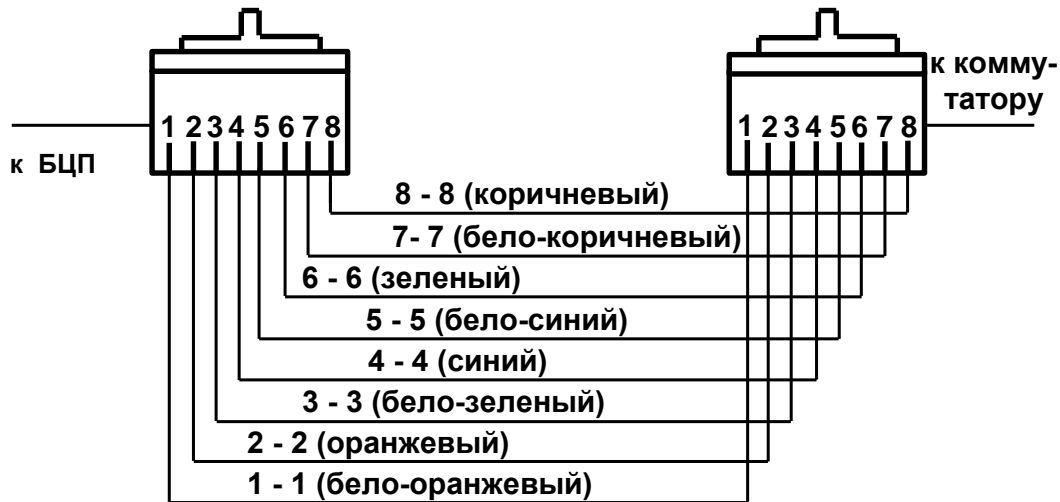 к комму-
татору
1 2 3 4 5 6 7 8
1 2 3 4 5 6 7 8
к БЦП
8 - 8 (коричневый)
7- 7 (бело-коричневый)
6 - 6 (зеленый)
5 - 5 (бело-синий)
4 - 4 (синий)
3 - 3 (бело-зеленый)
2 - 2 (оранжевый)
1 - 1 (бело-оранжевый)